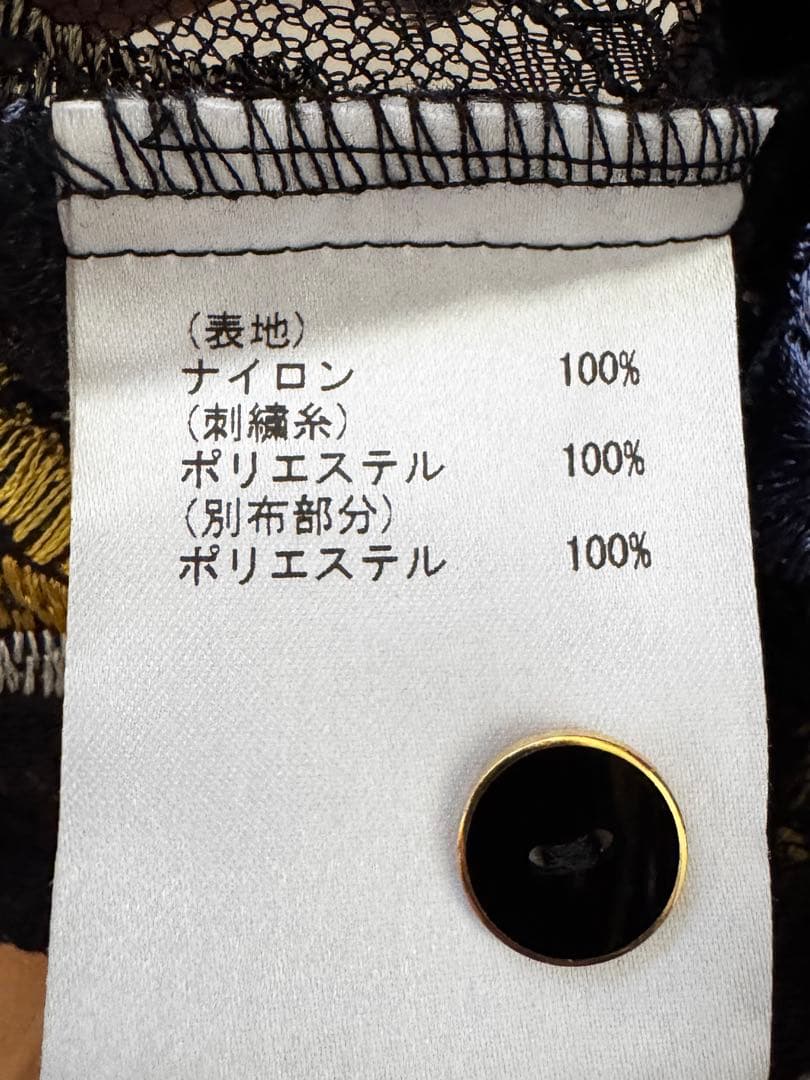 (表地)
ナイロン 100%
(刺繍糸)
ポリエステル 100%
(別布部分)
ポリエステル 100%